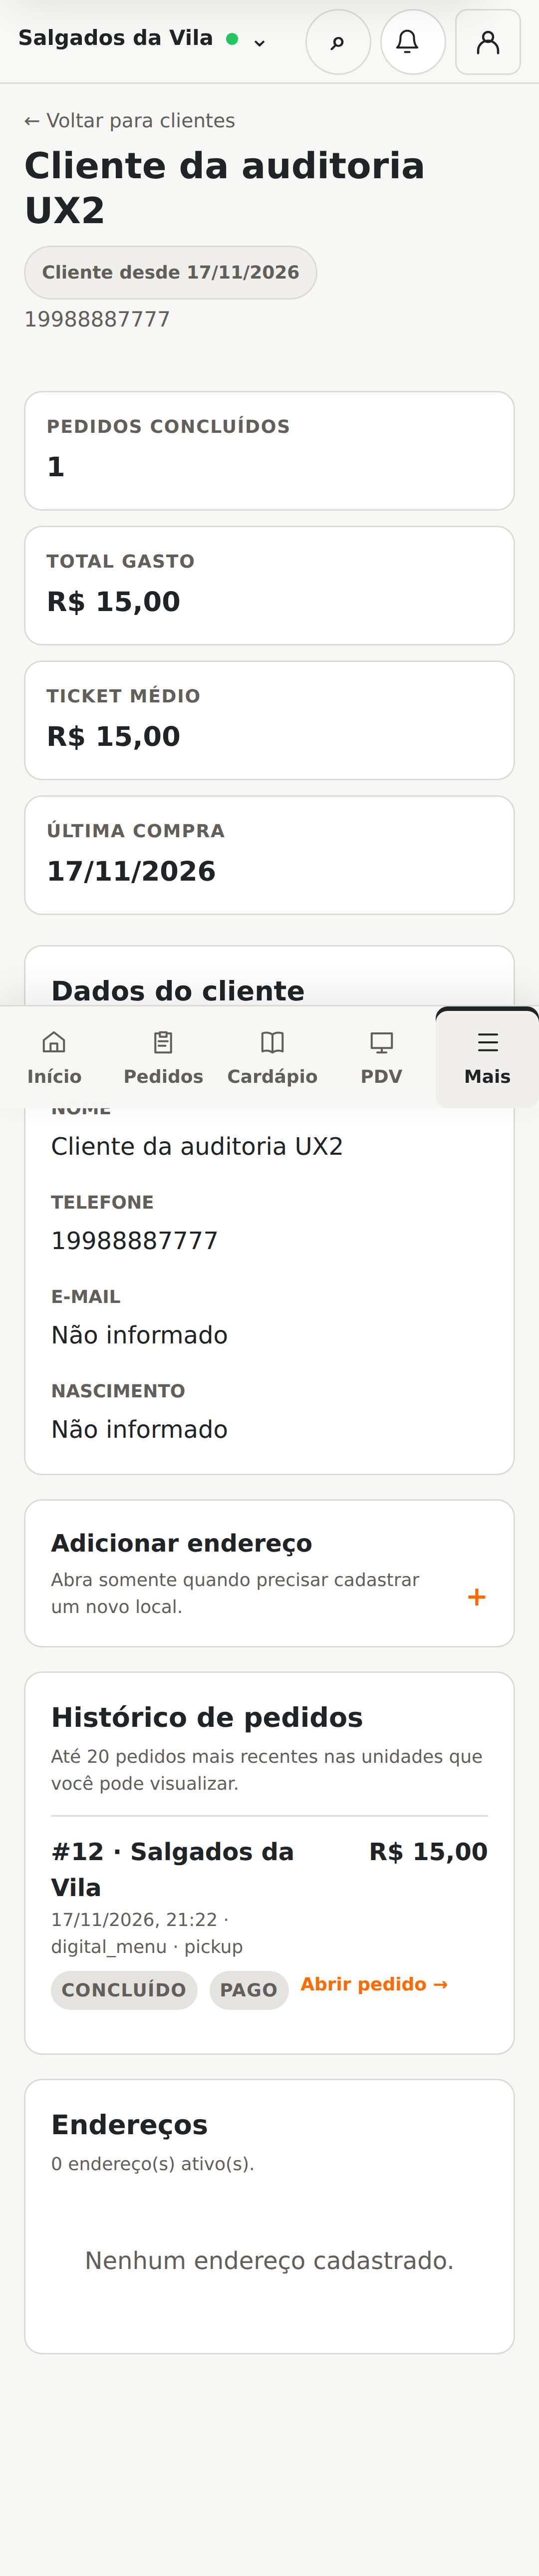 Salgados da Vila
← Voltar para clientes
Cliente da auditoria
UX2
Cliente desde 17/11/2026
19988887777
PEDIDOS CONCLUÍDOS
1
TOTAL GASTO
R$ 15,00
TICKET MÉDIO
R$ 15,00
ÚLTIMA COMPRA
17/11/2026
Dados do cliente
Início Pedidos Cardápio PDV Mais
NOME
Cliente da auditoria UX2
TELEFONE
19988887777
E-MAIL
Não informado
NASCIMENTO
Não informado
Adicionar endereço
Abra somente quando precisar cadastrar
um novo local.
+
Histórico de pedidos
Até 20 pedidos mais recentes nas unidades que
você pode visualizar.
#12 · Salgados da R$ 15,00
Vila
17/11/2026, 21:22 ·
digital_menu · pickup
CONCLUÍDO PAGO Abrir pedido →
Endereços
0 endereço(s) ativo(s).
Nenhum endereço cadastrado.